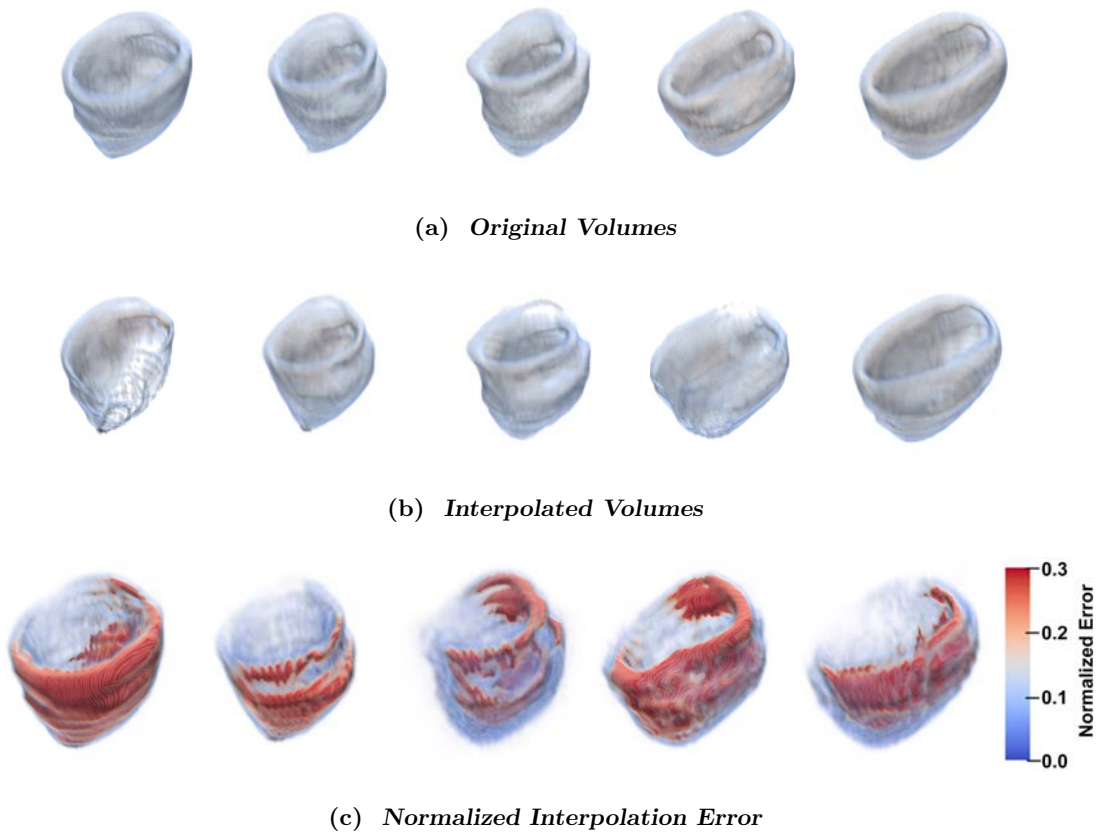 (a) Original Volumes
(b) Interpolated Volumes
0.3
0.2
0.1
0.0
Normalized Error
(c) Normalized Interpolation Error